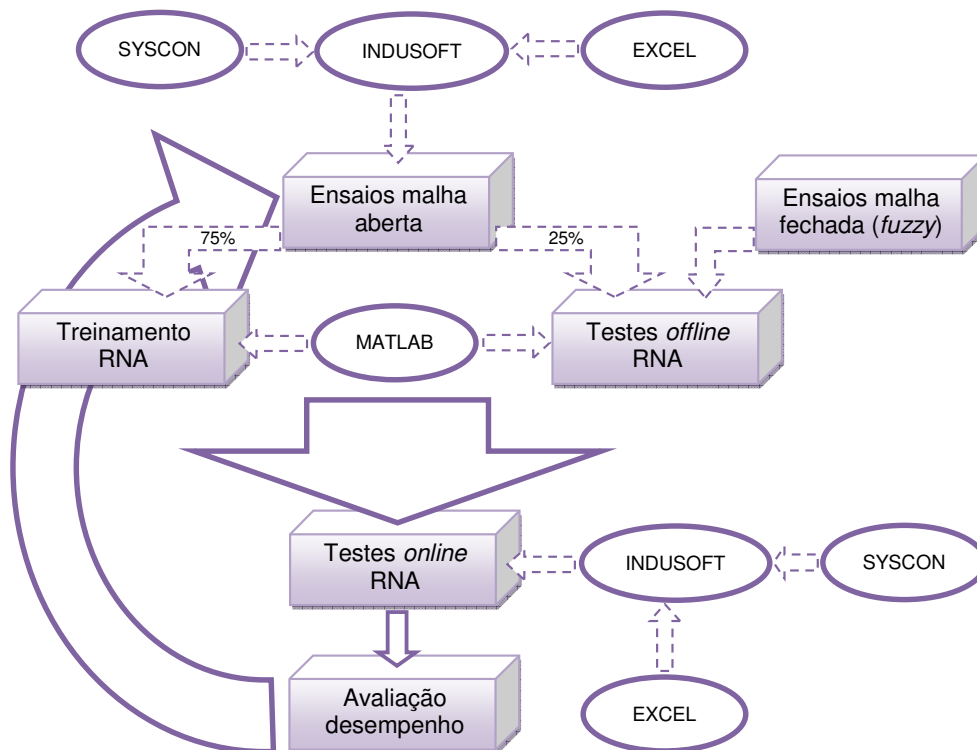 SYSCON
INDUSOFT
EXCEL
Ensaios malha
aberta
Ensaios malha
fechada (fuzzy)
75%
25%
Treinamento
RNA
MATLAB
Testes offline
RNA
Testes online
RNA
INDUSOFT
SYSCON
Avaliação
desempenho
EXCEL